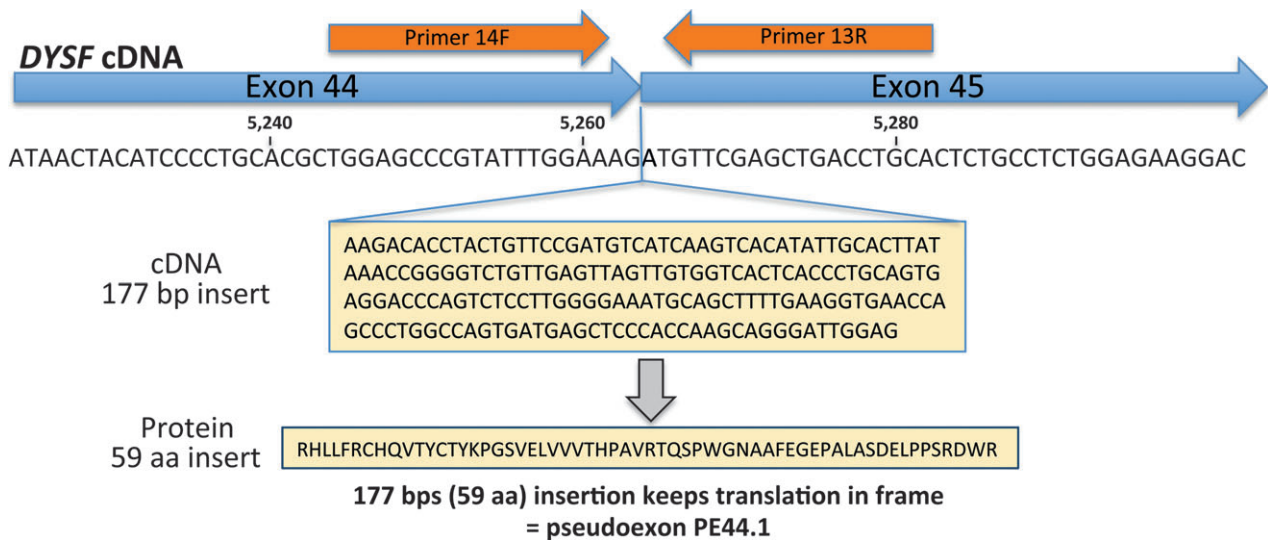 Primer 14F
Primer 13R
DYSF cDNA
Exon 44
Exon 45
5,240
5,260
5,280
ATAACTACATCCCCTGCACGCTGGAGCCCGTATTTGGAAAGATGTTCGAGCTGACCTGCACTCTGCCTCTGGAGAAGGAC
cDNA
177 bp insert
AAGACACCTACTGTTCCGATGTCATCAAGTCACATATTGCACTTAT
AAACCGGGGTCTGTTGAGTTAGTTGTGGTCACTCACCCTGCAGTG
AGGACCCAGTCTCCTTGGGGAAATGCAGCTTTTGAAGGTGAACCA
GCCCTGGCCAGTGATGAGCTCCCACCAAGCAGGGATTGGAG
Protein
59 aa insert
RHLLFRCHQVTYCTYKPGSVELVVVTHPAVRTQSPWGNAAFEGEPALASDELPPSRDWR
177 bps (59 aa) insertion keeps translation in frame
= pseudoexon PE44.1